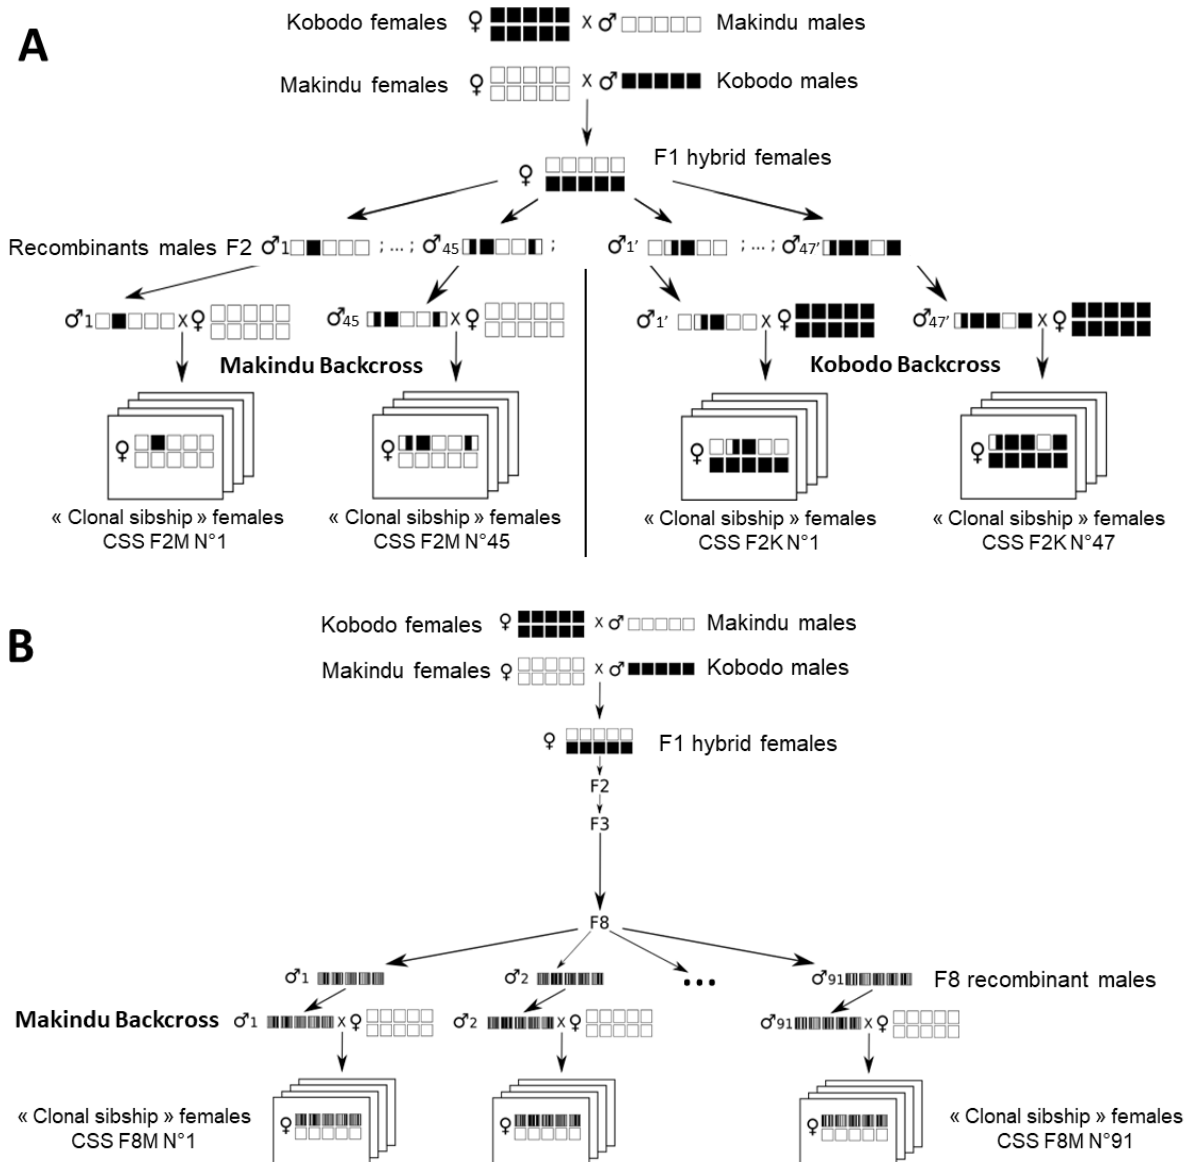 A
Kobodo females ♀ X ♂ Makindu males
Makindu females ♀ X ♂ Kobodo males
♀ F1 hybrid females
Recombinants males F2 ♂1 ; ... ; ♂45 ; ♂1' ; ... ; ♂47'
♂1 X ♀ ♂45 X ♀ ♂1' X ♀ ♂47' X ♀
Makindu Backcross Kobodo Backcross
♀ ♀ ♀ ♀
« Clonal sibship » females « Clonal sibship » females « Clonal sibship » females « Clonal sibship » females
CSS F2M N°1 CSS F2M N°45 CSS F2K N°1 CSS F2K N°47
B
Kobodo females ♀ X ♂ Makindu males
Makindu females ♀ X ♂ Kobodo males
♀ F1 hybrid females
F2
F3
F8
♂1 ♂2 ... ♂91 F8 recombinant males
Makindu Backcross ♂1 X ♀ ♂2 X ♀ ♂91 X ♀
♀ ♀ ♀
« Clonal sibship » females « Clonal sibship » females
CSS F8M N°1 CSS F8M N°91